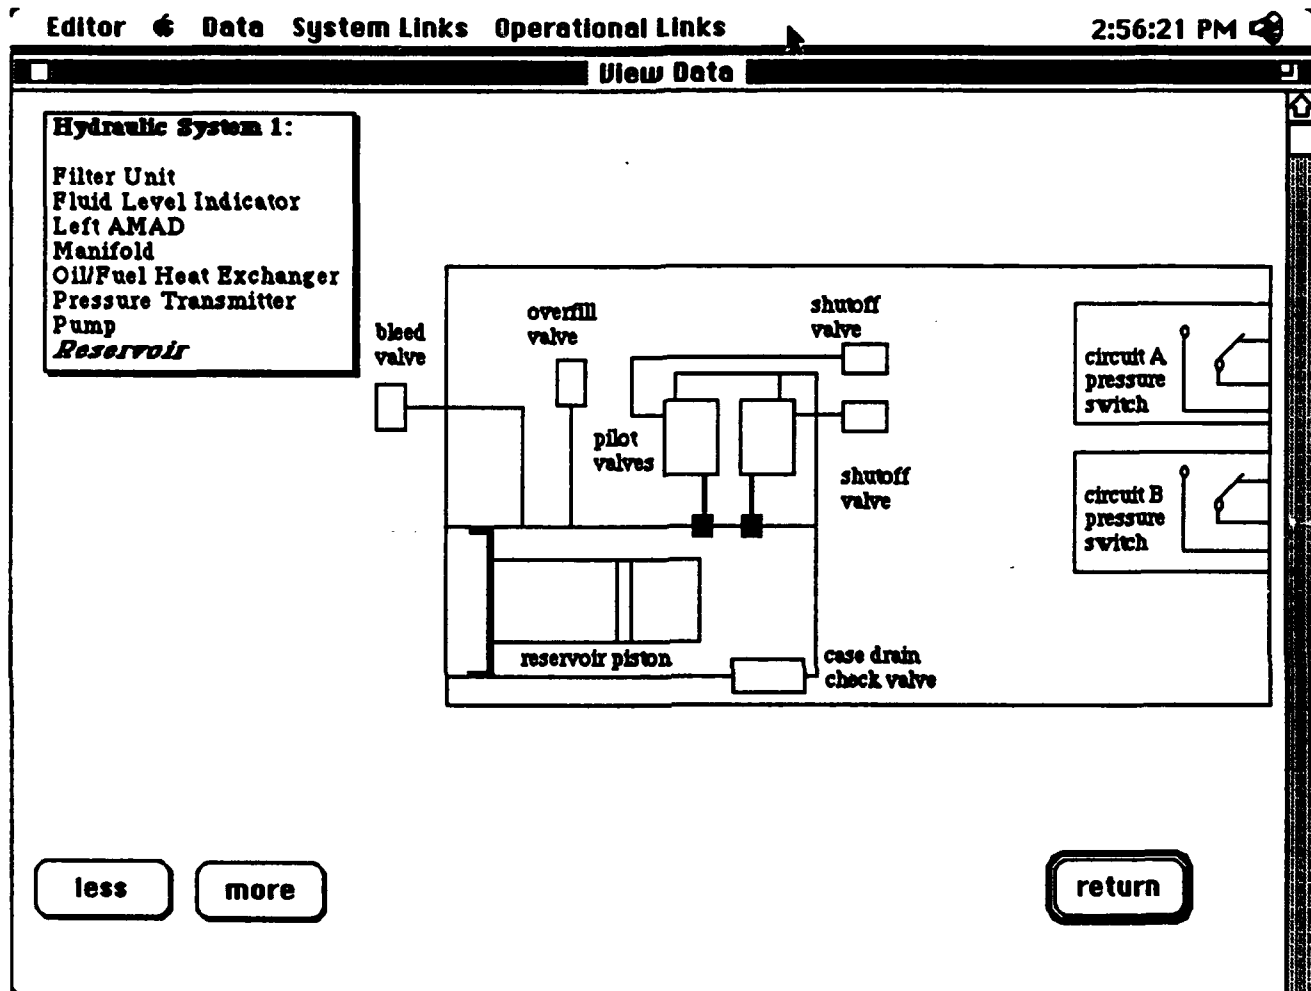 Editor Data System Links Operational Links 2:56:21 PM
View Data
Hydraulic System 1:
Filter Unit
Fluid Level Indicator
Left AMAD
Manifold
Oil/Fuel Heat Exchanger
Pressure Transmitter
Pump
Reservoir
bleed
valve
overfill
valve
shutoff
valve
pilot
valves
shutoff
valve
circuit A
pressure
switch
circuit B
pressure
switch
reservoir piston
case drain
check valve
less
more
return